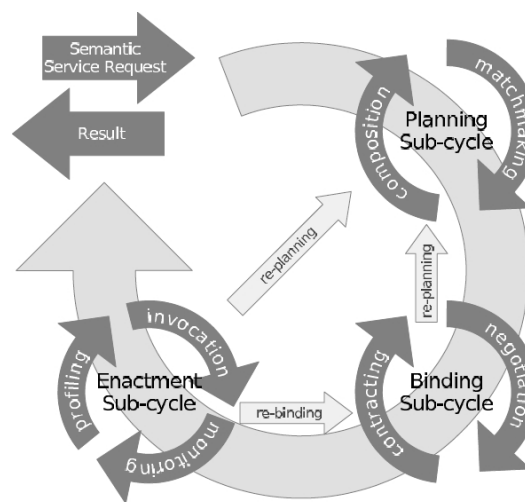 Semantic
Service Request
Result
composition
Planning
Sub-cycle
matchmaking
re-planning
re-planning
invocation
profiling
Enactment
Sub-cycle
monitoring
re-binding
contracting
Binding
Sub-cycle
negotiation